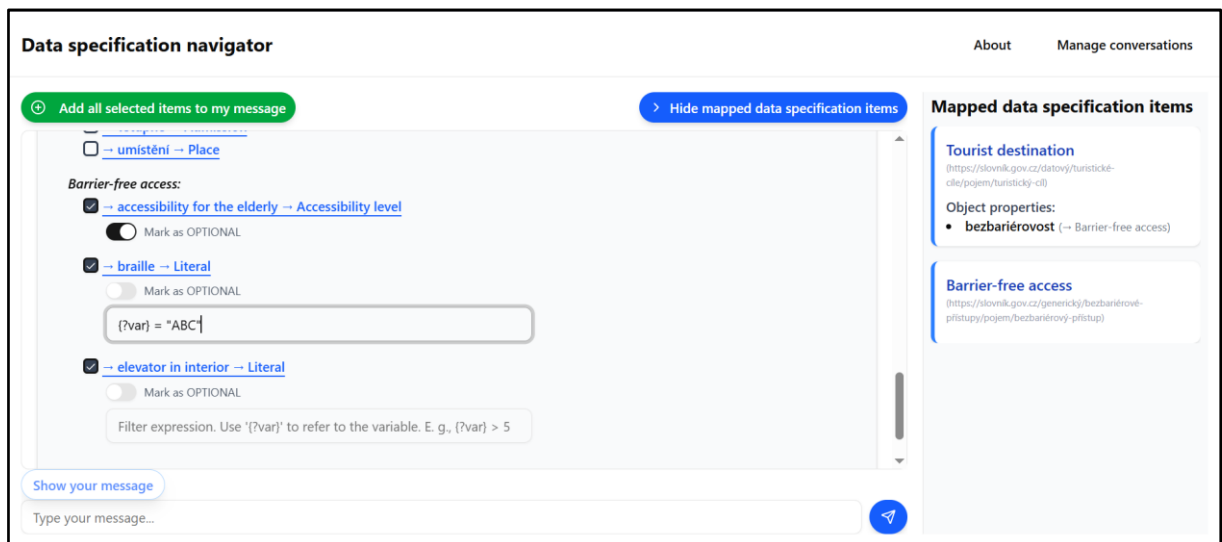 Data specification navigator
About
Manage conversations
Add all selected items to my message
Hide mapped data specification items
→ umístění → Place
Barrier-free access:
→ accessibility for the elderly → Accessibility level
Mark as OPTIONAL
→ braille → Literal
Mark as OPTIONAL
{?var} = "ABC"
→ elevator in interior → Literal
Mark as OPTIONAL
Filter expression. Use '{?var}' to refer to the variable. E. g., {?var} > 5
Show your message
Type your message...
Mapped data specification items
Tourist destination
(https://slovník.gov.cz/datový/turistické-
cíle/pojem/turistický-cíl)
Object properties:
• bezbariérovost (→ Barrier-free access)
Barrier-free access
(https://slovník.gov.cz/generický/bezbariérové-
přístupy/pojem/bezbariérový-přístup)